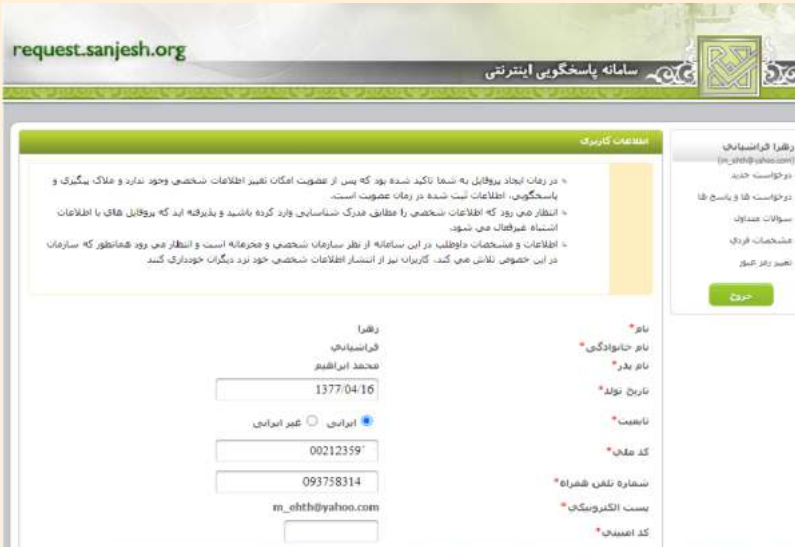 request.sanjesh.org
سامانه پاسخگویی اینترنتی
اطلاعات کاربری
در زمان ایجاد پروفایل به شما تاکید شده بود که پس از عضویت امکان تغییر اطلاعات شخصی وجود ندارد و ملاک پیگیری و
پاسخگویی، اطلاعات ثبت شده در زمان عضویت است.
انتظار می رود که اطلاعات شخصی را مطابق مدرک شناسایی وارد کرده باشید و پذیرفته اید که پروفایل های با اطلاعات
اشتباه غیرفعال می شود.
اطلاعات و مشخصات داوطلب در این سامانه از نظر سازمان شخصی و محرمانه است و انتظار می رود همانطور که سازمان
در این خصوص تلاش می کند، کاربران نیز از انتشار اطلاعات شخصی خود نزد دیگران خودداری کنند
زهرا فراشیانی
(m_ehth@yahoo.com)
درخواست جدید
درخواست ها و پاسخ ها
سوالات متداول
مشخصات فردی
تغییر رمز عبور
خروج
نام* زهرا
نام خانوادگی* فراشیانی
نام پدر* محمد ابراهیم
تاریخ تولد* 1377/04/16
تابعیت* ایرانی غیر ایرانی
کد ملی* 00212359
شماره تلفن همراه* 093758314
پست الکترونیکی* m_ehth@yahoo.com
کد امنیتی*